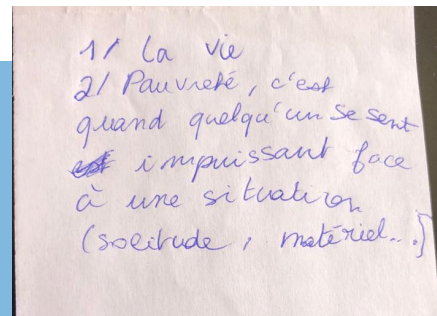 1/ La vie
2/ Pauvreté, c'est
quand quelqu'un se sent
impuissant face
à une situation
(solitude, matériel...)